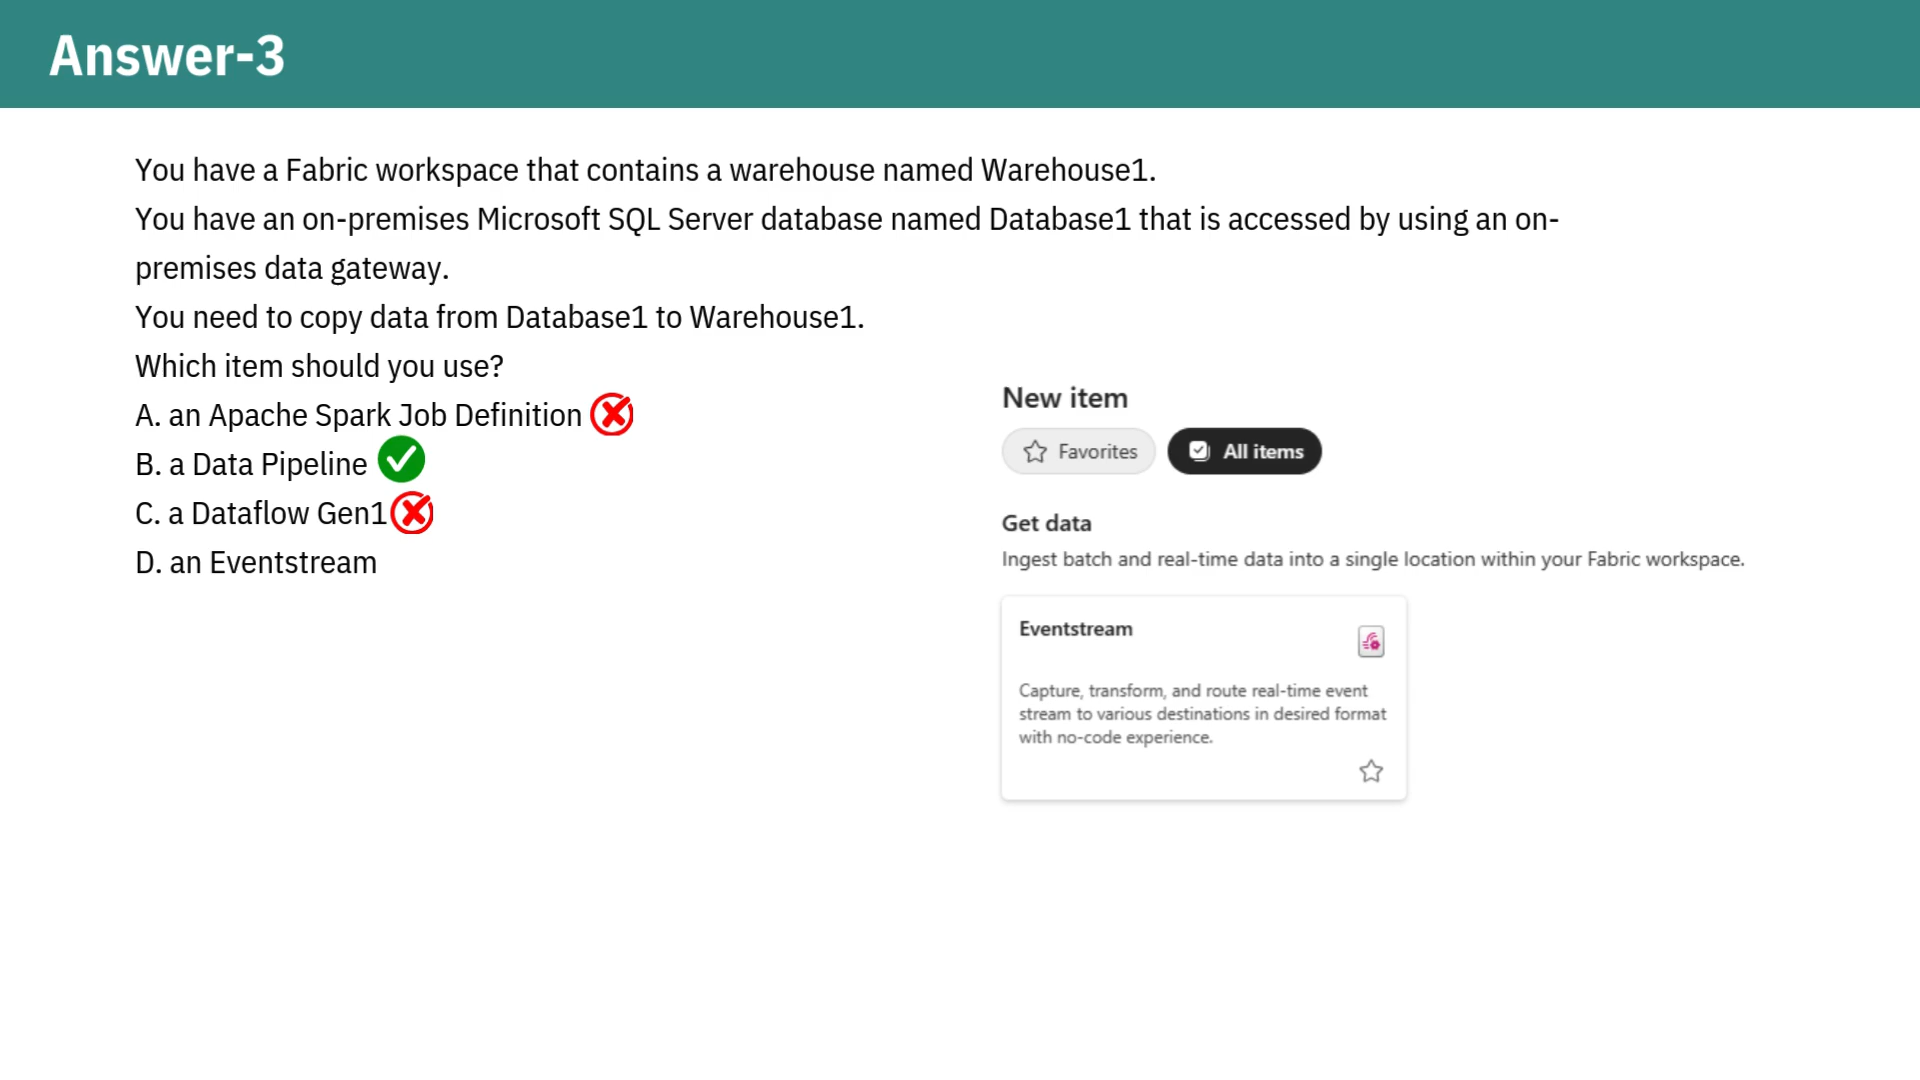 Answer-3
You have a Fabric workspace that contains a warehouse named Warehouse1.
You have an on-premises Microsoft SQL Server database named Database1 that is accessed by using an on-
premises data gateway.
You need to copy data from Database1 to Warehouse1.
Which item should you use?
A. an Apache Spark Job Definition
B. a Data Pipeline
C. a Dataflow Gen1
D. an Eventstream
New item
Favorites All items
Get data
Ingest batch and real-time data into a single location within your Fabric workspace.
Eventstream
Capture, transform, and route real-time event
stream to various destinations in desired format
with no-code experience.